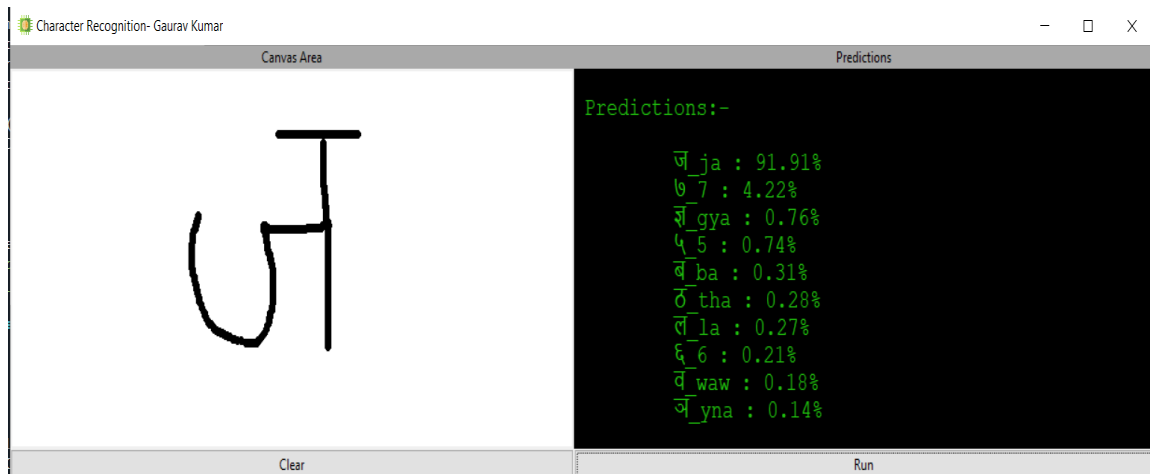 Character Recognition- Gaurav Kumar
Canvas Area
Predictions
ज
Predictions:-
ज_ja : 91.91%
७_7 : 4.22%
ज्ञ_gya : 0.76%
५_5 : 0.74%
ब_ba : 0.31%
ठ_tha : 0.28%
ल_la : 0.27%
६_6 : 0.21%
व_waw : 0.18%
ञ_yna : 0.14%
Clear
Run